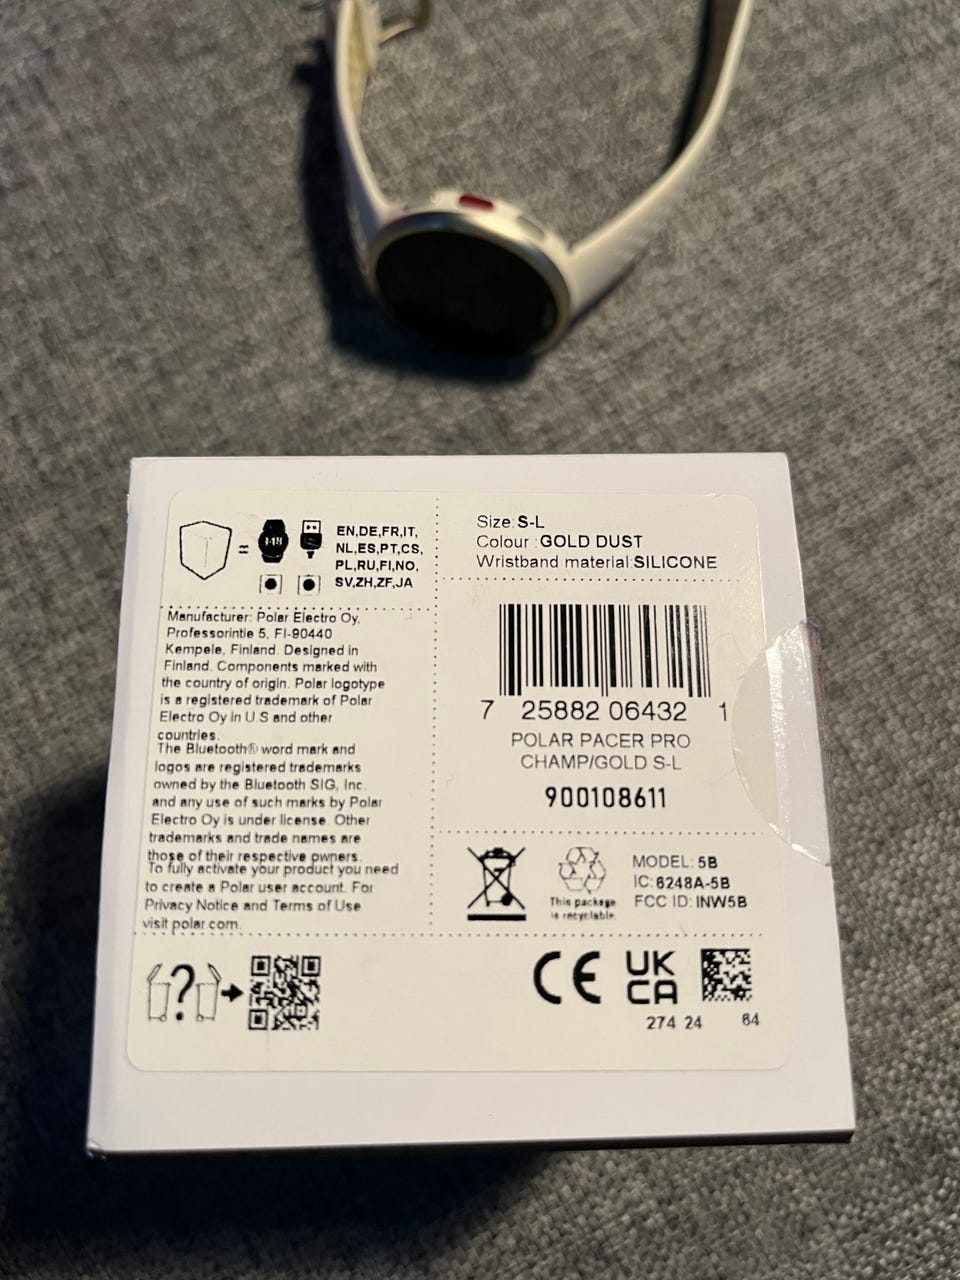 EN,DE,FR,IT,
NL,ES,PT,CS,
PL,RU,FI,NO,
SV,ZH,ZF,JA
Size:S-L
Colour :GOLD DUST
Wristband material:SILICONE
Manufacturer: Polar Electro Oy,
Professorintie 5, FI-90440
Kempele, Finland. Designed in
Finland. Components marked with
the country of origin. Polar logotype
is a registered trademark of Polar
Electro Oy in U.S and other
countries.
The Bluetooth® word mark and
logos are registered trademarks
owned by the Bluetooth SIG, Inc.
and any use of such marks by Polar
Electro Oy is under license. Other
trademarks and trade names are
those of their respective owners.
To fully activate your product you need
to create a Polar user account. For
Privacy Notice and Terms of Use
visit polar.com.
7 25882 06432 1
POLAR PACER PRO
CHAMP/GOLD S-L
900108611
This package
is recyclable.
MODEL: 5B
IC: 6248A-5B
FCC ID: INW5B
?
CE
UK
CA
274 24 64